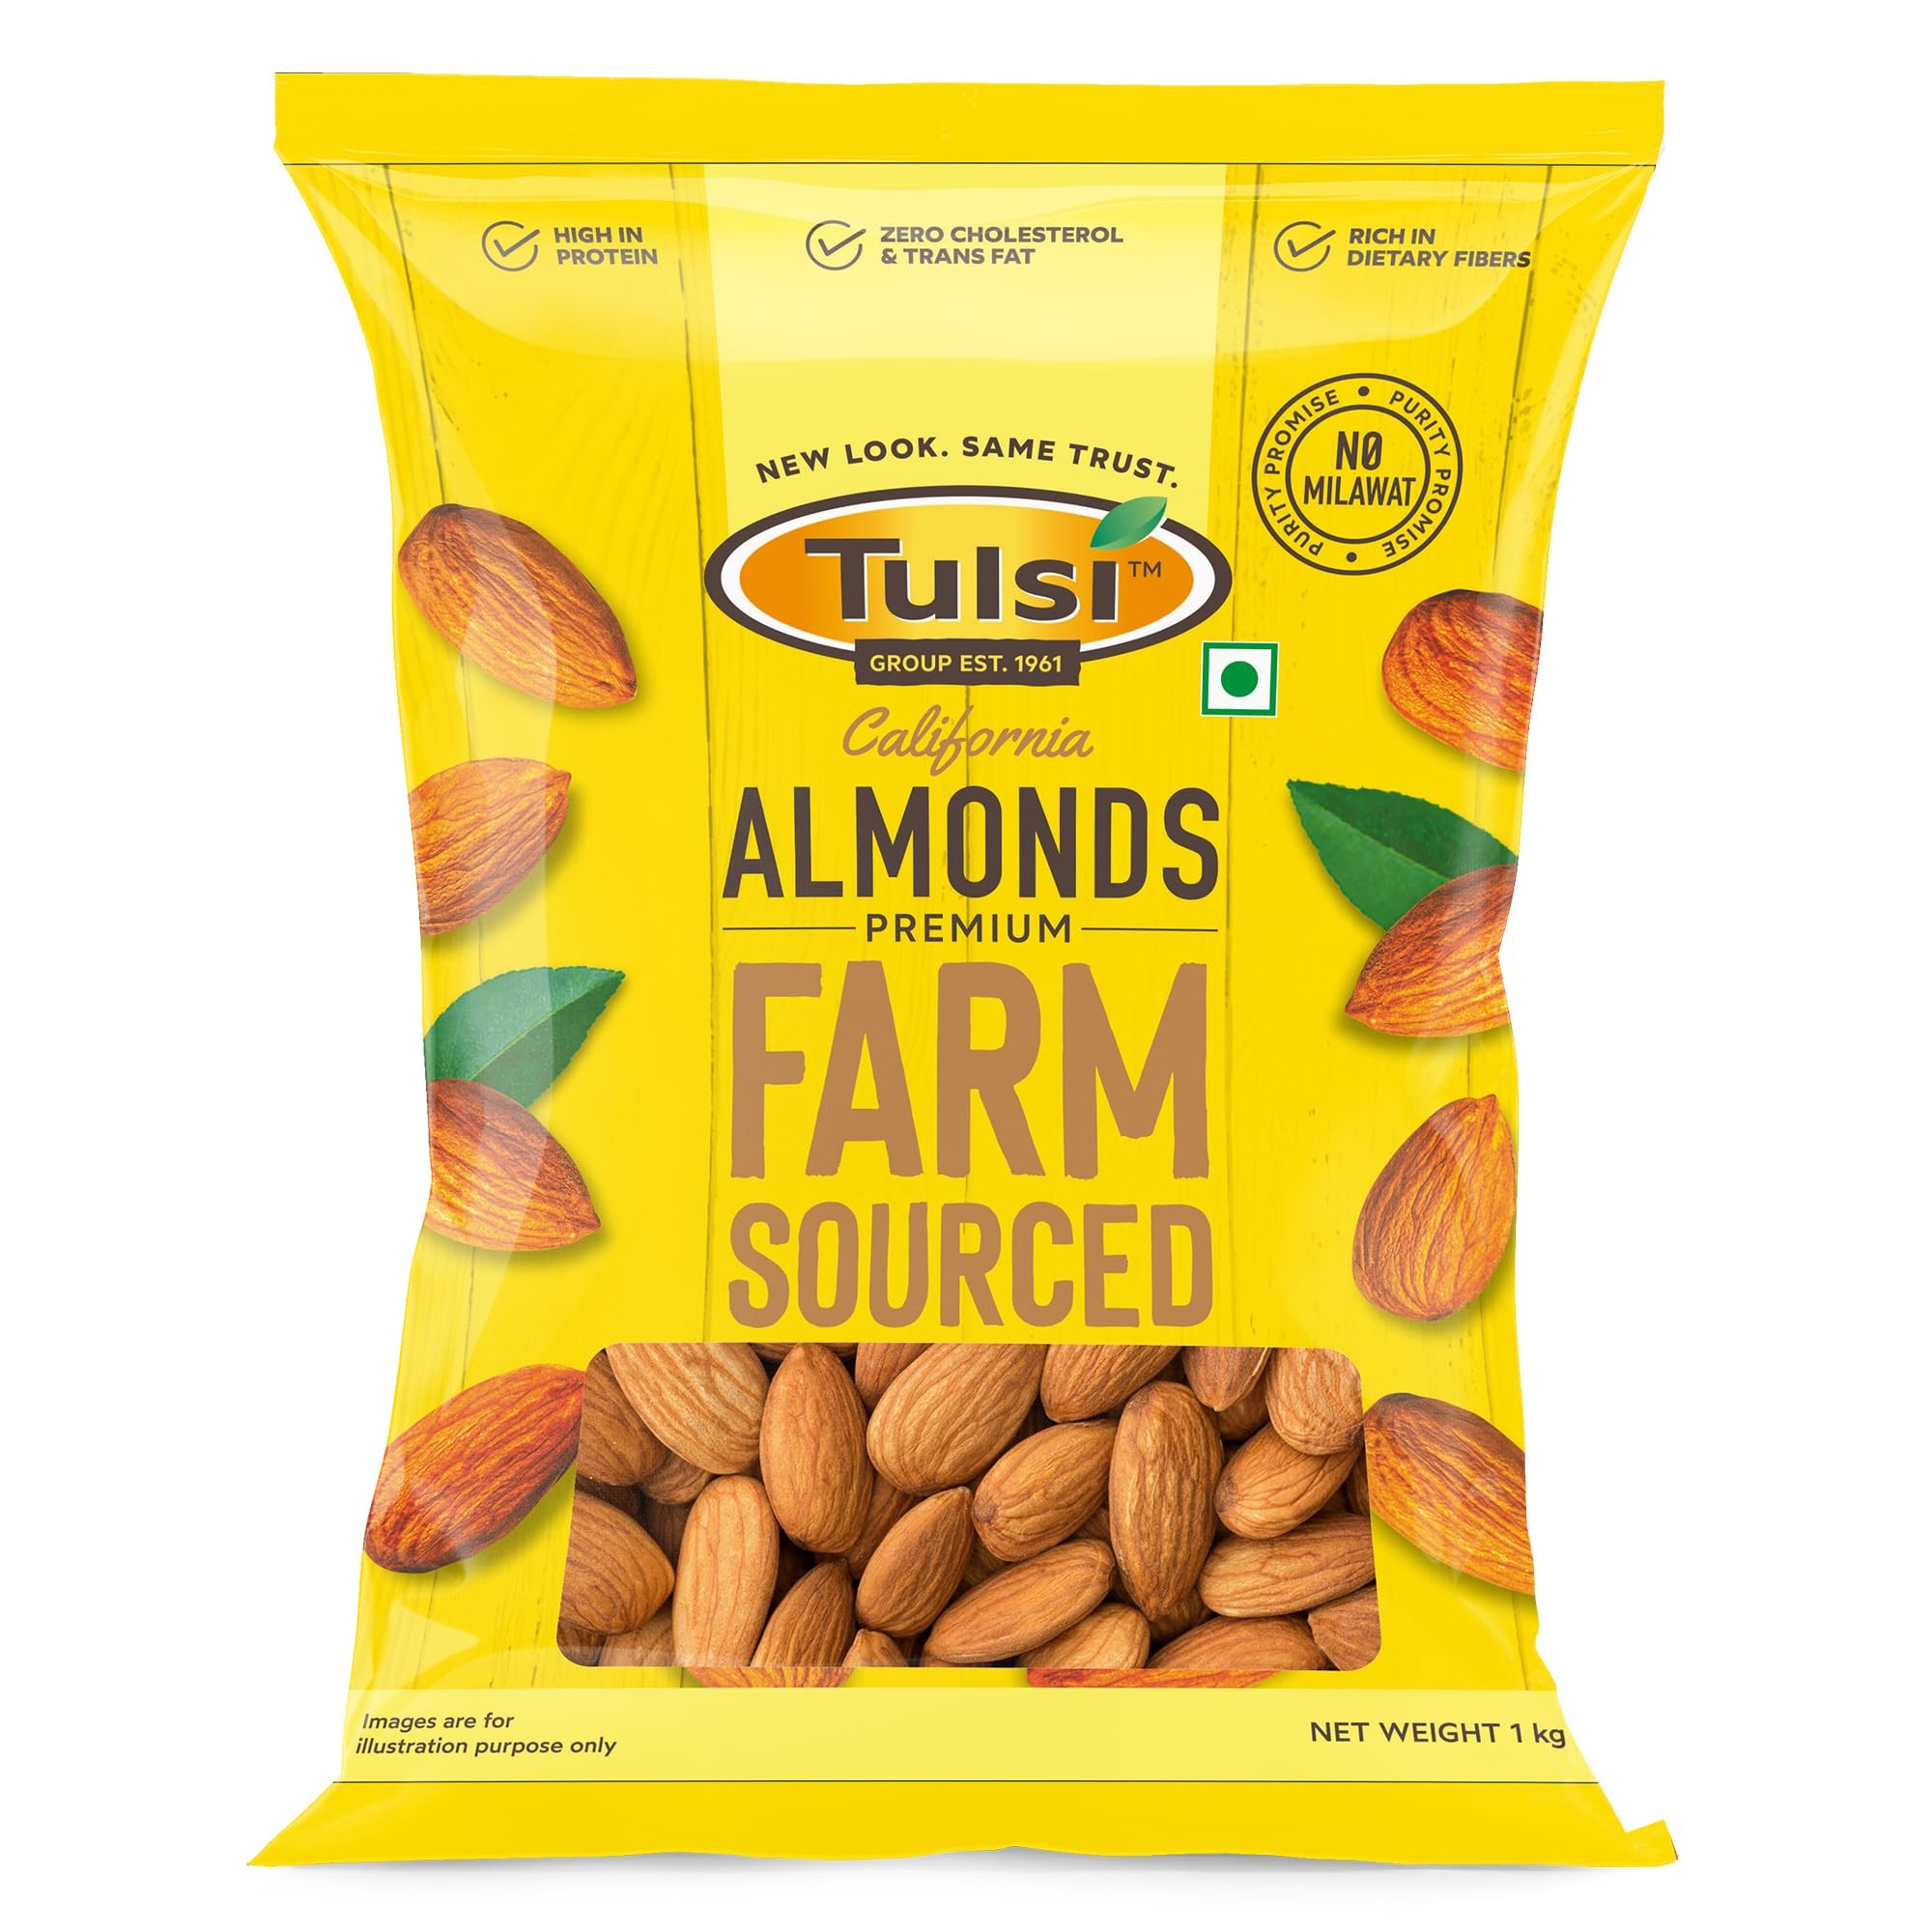 HIGH IN
PROTEIN
ZERO CHOLESTEROL
& TRANS FAT
RICH IN
DIETARY FIBERS
NEW LOOK. SAME TRUST.
PURITY PROMISE • PURITY PROMISE •
NO
MILAWAT
Tulsi™
GROUP EST. 1961
California
ALMONDS
PREMIUM
FARM
SOURCED
Images are for
illustration purpose only
NET WEIGHT 1 kg